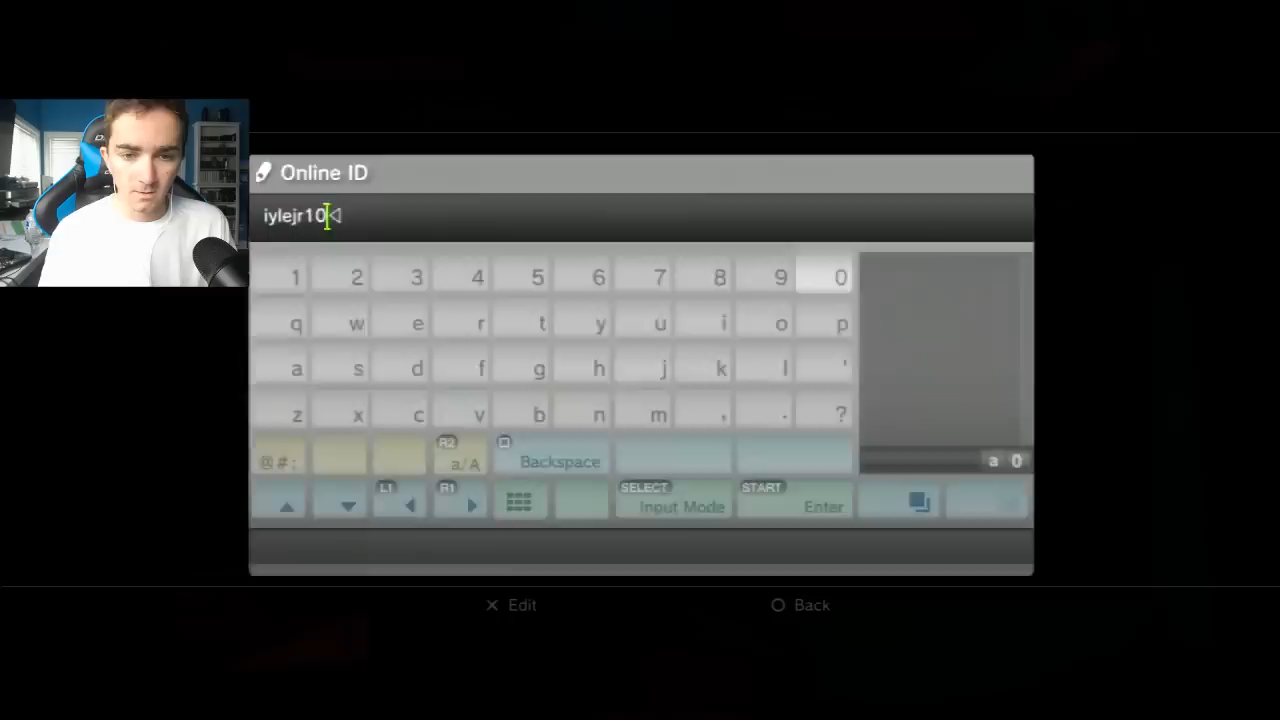 Online ID
iylejr10
1 2 3 4 5 6 7 8 9 0
q w e r t y u i o p
a s d f g h j k l '
z x c v b n m , . ?
@#: R2 a/A Backspace
a 0
L1 R1 SELECT Input Mode START Enter
Edit Back